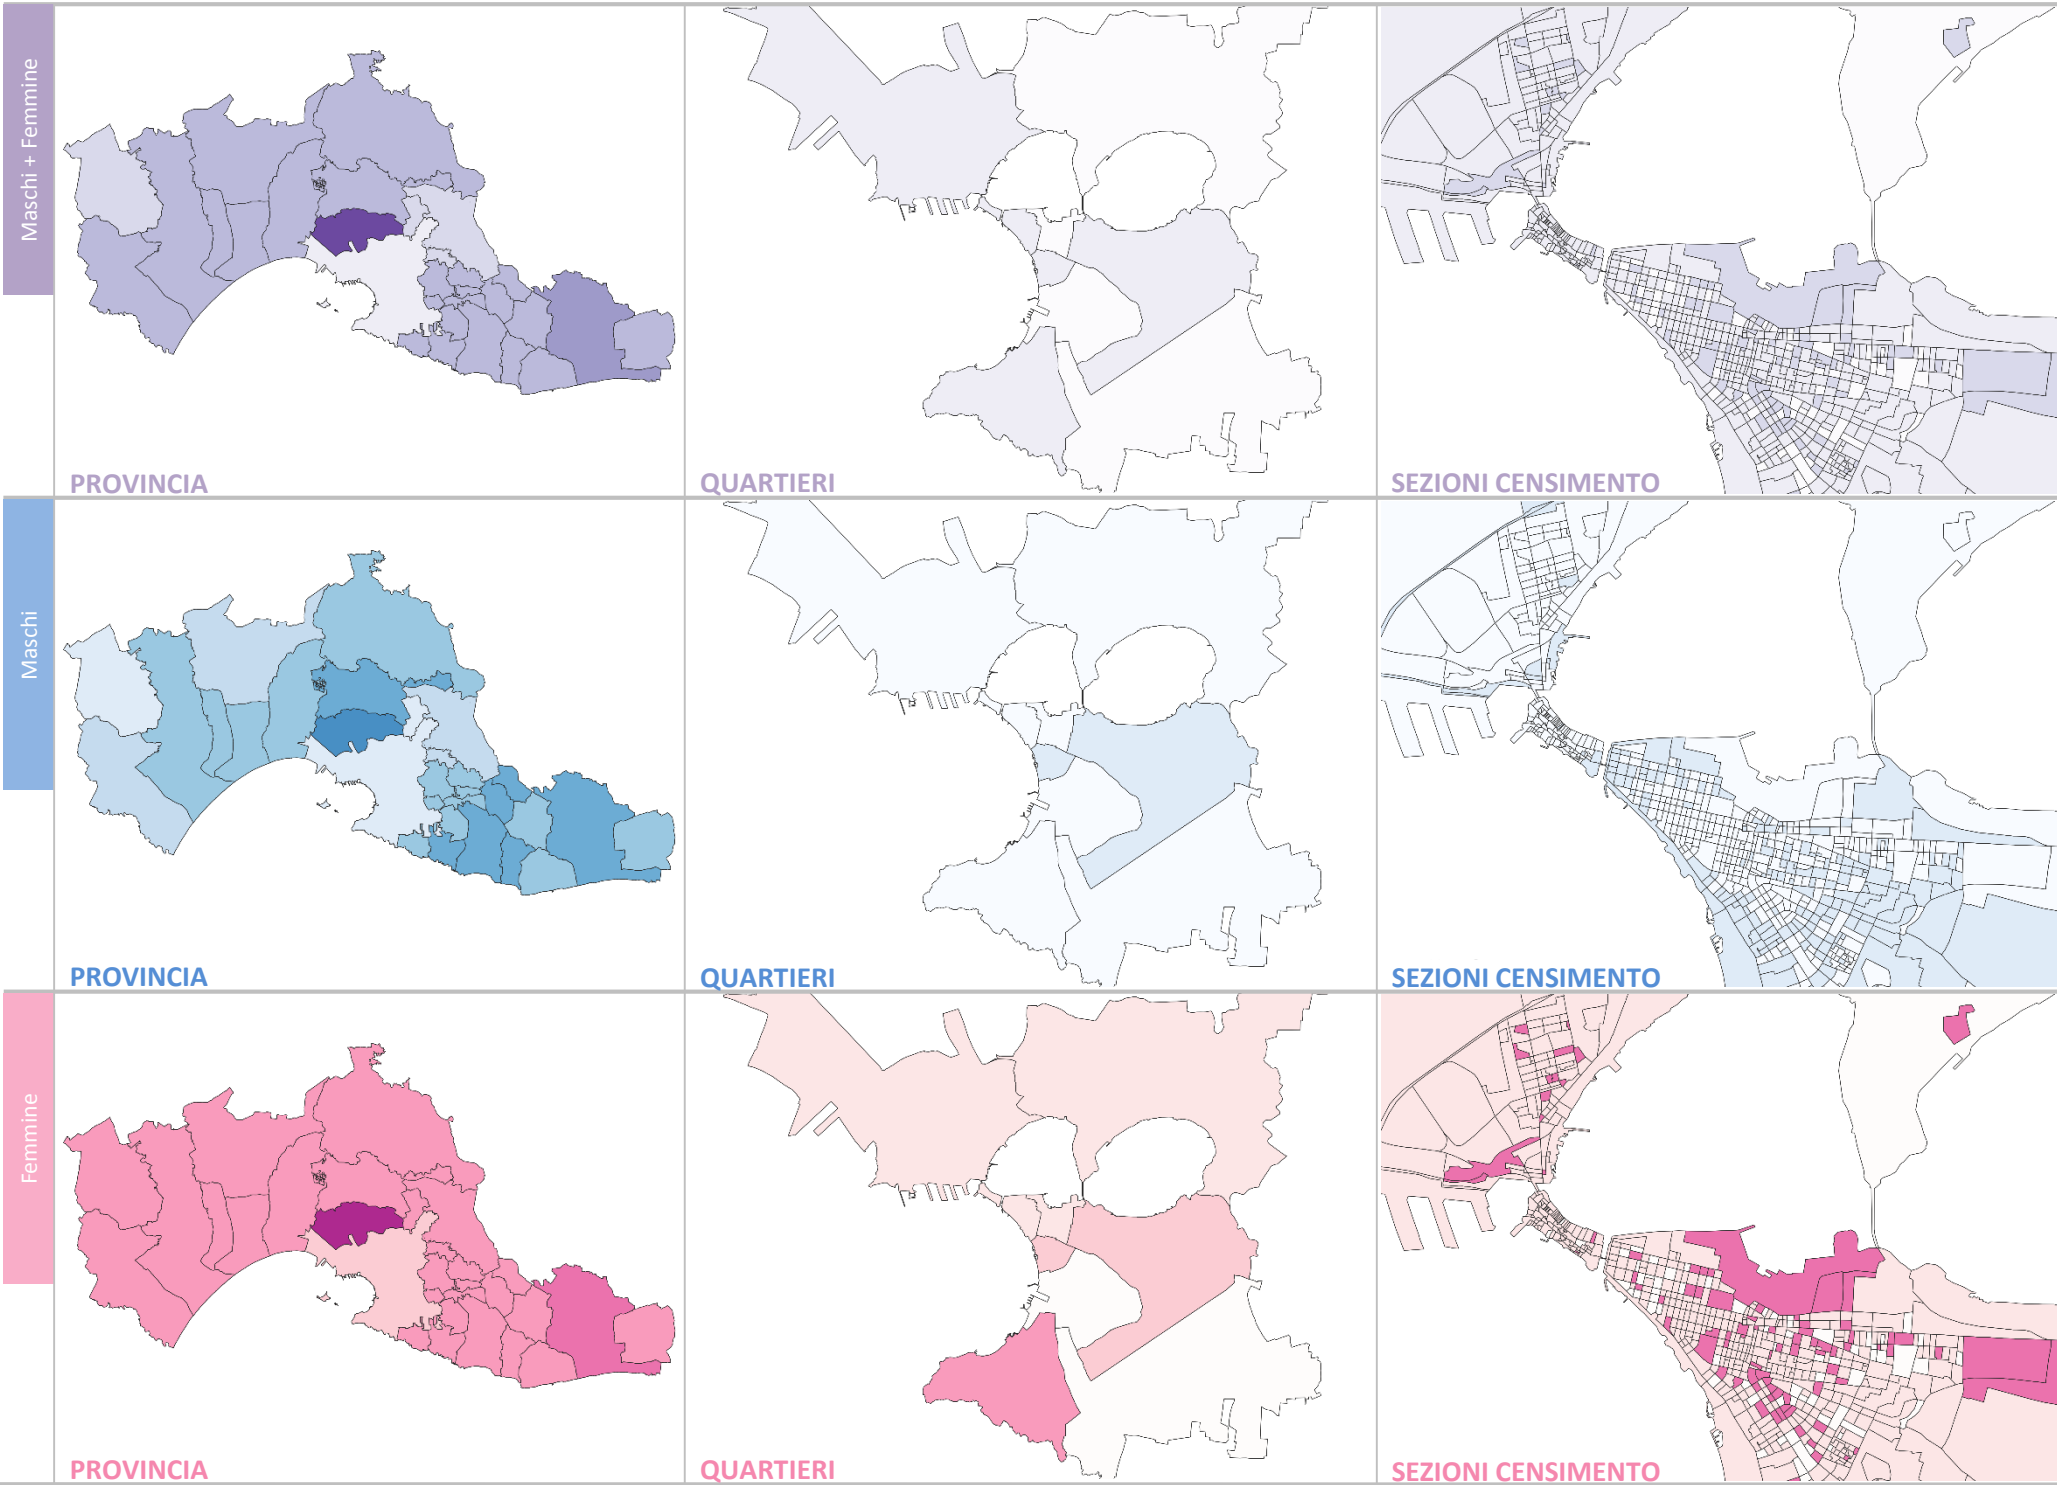 Maschi + Femmine
PROVINCIA
QUARTIERI
SEZIONI CENSIMENTO
Maschi
PROVINCIA
QUARTIERI
SEZIONI CENSIMENTO
Femmine
PROVINCIA
QUARTIERI
SEZIONI CENSIMENTO